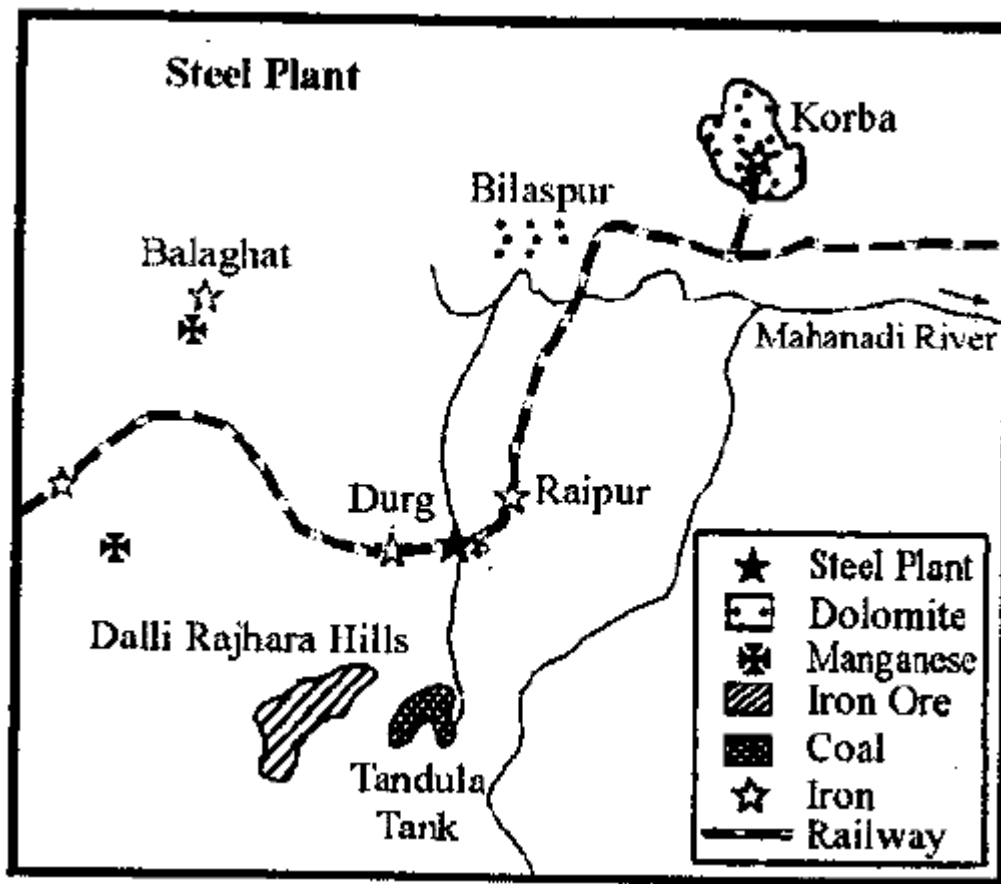 Steel Plant
Korba
Bilaspur
Balaghat
Mahanadi River
Durg
Raipur
Dalli Rajhara Hills
Tandula
Tank
Steel Plant
Dolomite
Manganese
Iron Ore
Coal
Iron
Railway